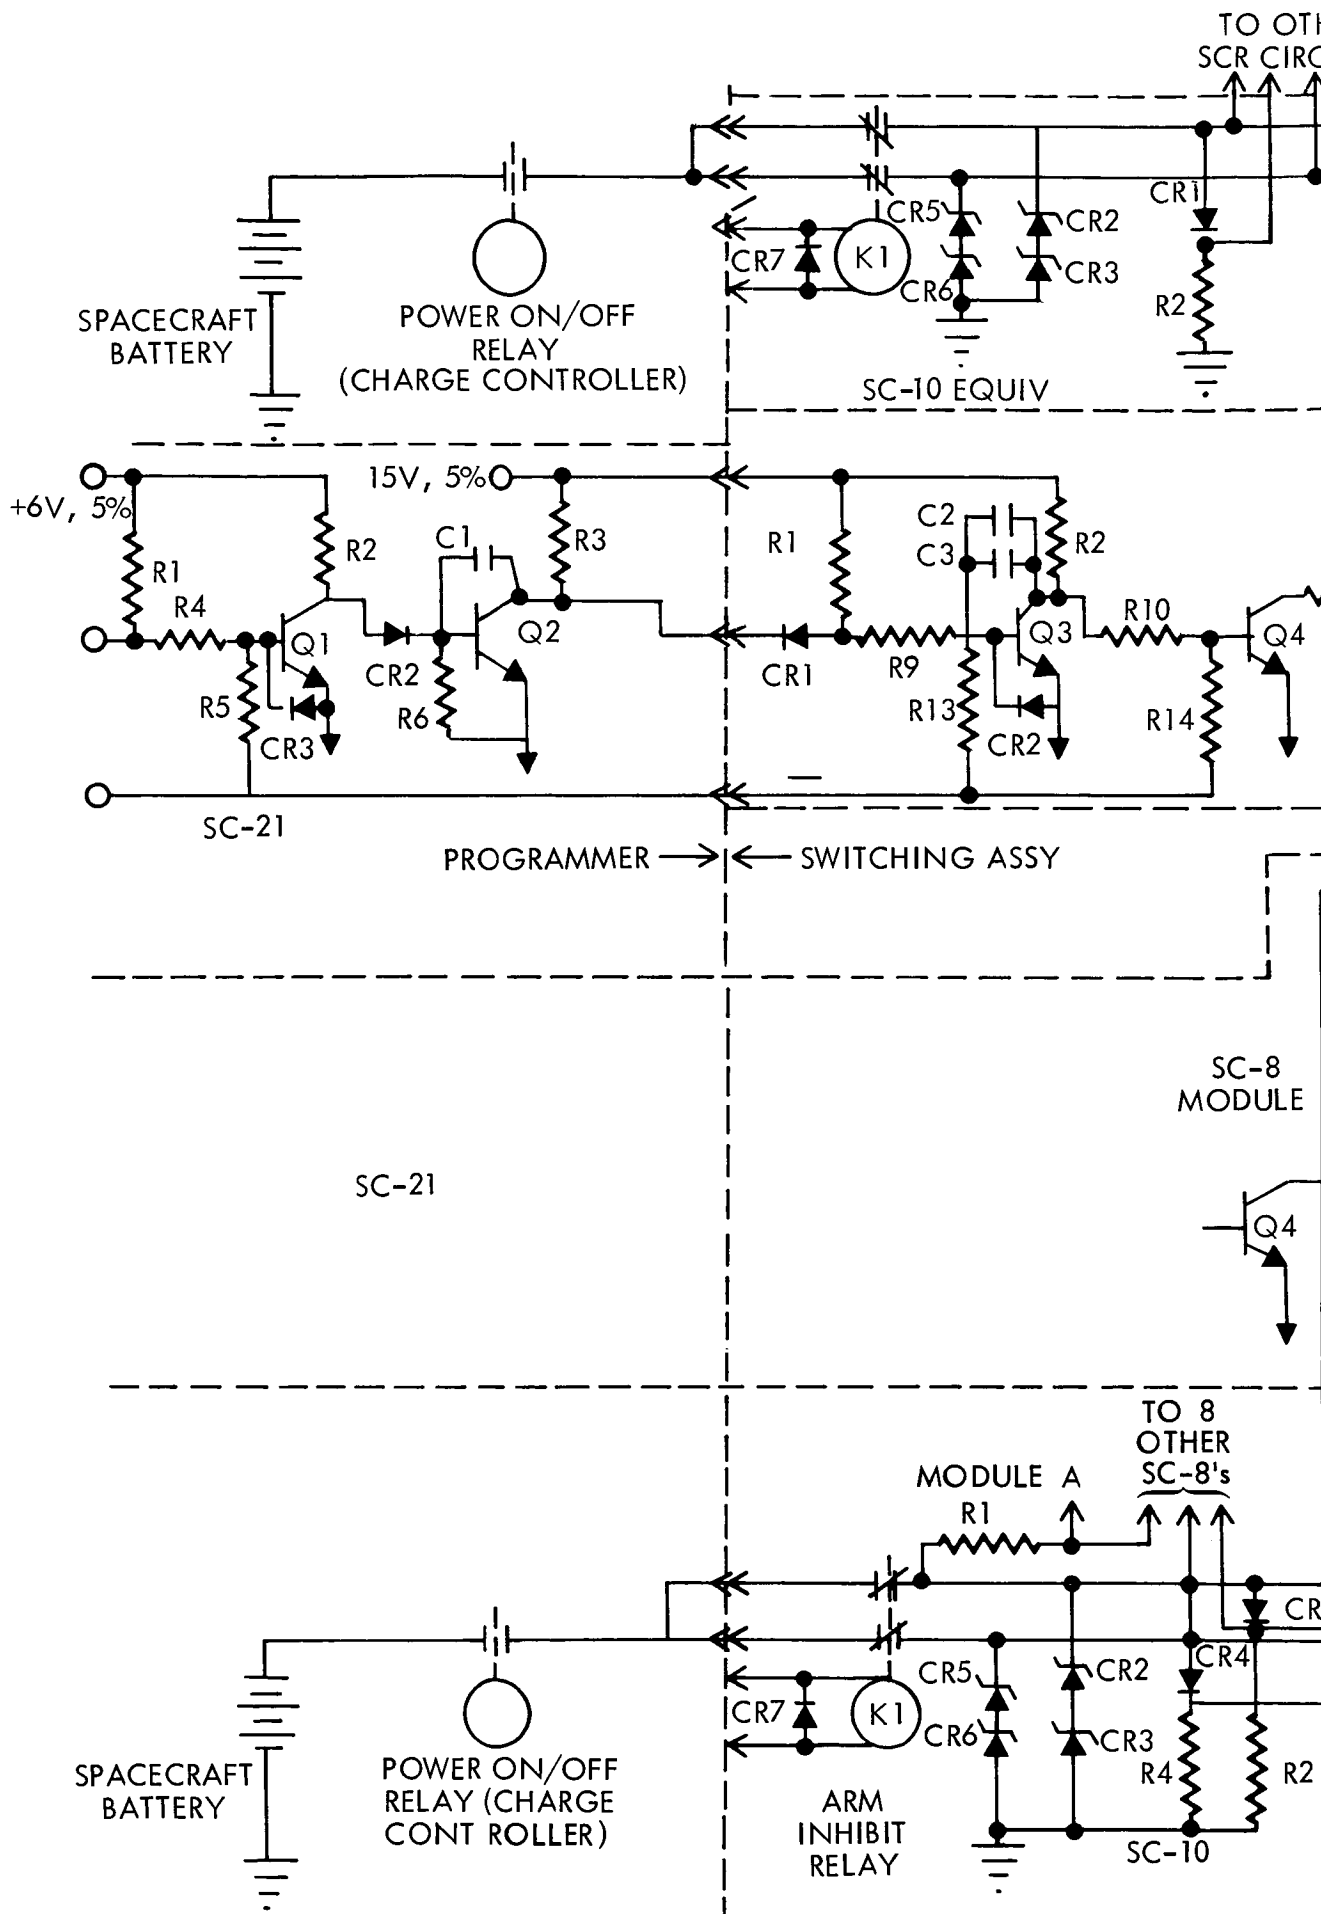 TO OTH
SCR CIRC
CR1
CR5
CR2
CR7
K1
CR6
CR3
R2
SPACECRAFT
BATTERY
POWER ON/OFF
RELAY
(CHARGE CONTROLLER)
SC-10 EQUIV
+6V, 5%
15V, 5%
R1
R2
C1
R3
R1
C2
C3
R2
R4
Q1
Q2
R10
Q3
Q4
R5
CR3
CR2
R6
CR1
R9
R13
CR2
R14
SC-21
PROGRAMMER
SWITCHING ASSY
SC-8
MODULE
SC-21
Q4
TO 8
OTHER
SC-8's
MODULE A
R1
CR
CR4
CR5
CR2
CR7
K1
CR6
CR3
R4
R2
SPACECRAFT
BATTERY
POWER ON/OFF
RELAY (CHARGE
CONT ROLLER)
ARM
INHIBIT
RELAY
SC-10